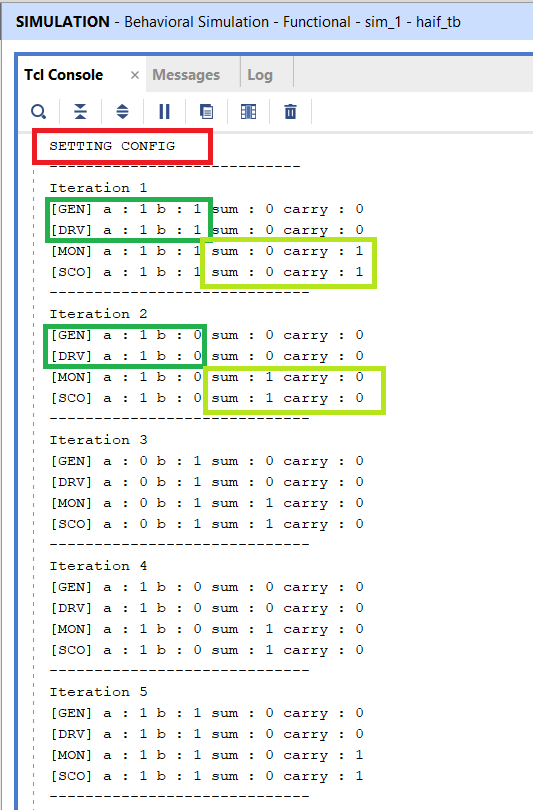 SIMULATION - Behavioral Simulation - Functional - sim_1 - haif_tb
Tcl Console × Messages Log
SETTING CONFIG
----------------------------
Iteration 1
[GEN] a : 1 b : 1 sum : 0 carry : 0
[DRV] a : 1 b : 1 sum : 0 carry : 0
[MON] a : 1 b : 1 sum : 0 carry : 1
[SCO] a : 1 b : 1 sum : 0 carry : 1
-----------------------------
Iteration 2
[GEN] a : 1 b : 0 sum : 0 carry : 0
[DRV] a : 1 b : 0 sum : 0 carry : 0
[MON] a : 1 b : 0 sum : 1 carry : 0
[SCO] a : 1 b : 0 sum : 1 carry : 0
-----------------------------
Iteration 3
[GEN] a : 0 b : 1 sum : 0 carry : 0
[DRV] a : 0 b : 1 sum : 0 carry : 0
[MON] a : 0 b : 1 sum : 1 carry : 0
[SCO] a : 0 b : 1 sum : 1 carry : 0
-----------------------------
Iteration 4
[GEN] a : 1 b : 0 sum : 0 carry : 0
[DRV] a : 1 b : 0 sum : 0 carry : 0
[MON] a : 1 b : 0 sum : 1 carry : 0
[SCO] a : 1 b : 0 sum : 1 carry : 0
-----------------------------
Iteration 5
[GEN] a : 1 b : 1 sum : 0 carry : 0
[DRV] a : 1 b : 1 sum : 0 carry : 0
[MON] a : 1 b : 1 sum : 0 carry : 1
[SCO] a : 1 b : 1 sum : 0 carry : 1
-----------------------------